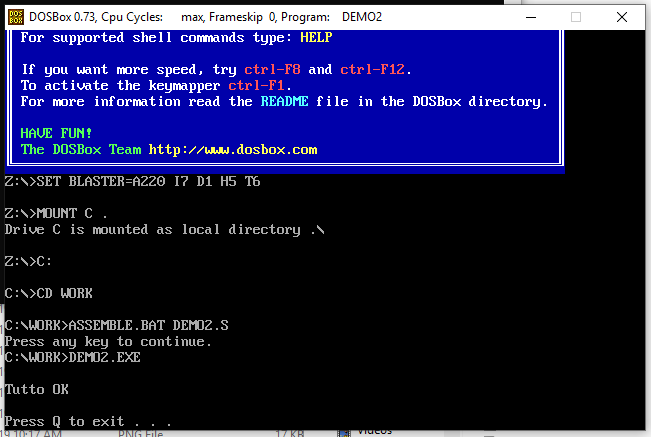 DOSBox 0.73, Cpu Cycles: max, Frameskip 0, Program: DEMO2
For supported shell commands type: HELP
If you want more speed, try ctrl-F8 and ctrl-F12.
To activate the keymapper ctrl-F1.
For more information read the README file in the DOSBox directory.
HAVE FUN!
The DOSBox Team http://www.dosbox.com
Z:\>SET BLASTER=A220 I7 D1 H5 T6
Z:\>MOUNT C .
Drive C is mounted as local directory .\
Z:\>C:
C:\>CD WORK
C:\WORK>ASSEMBLE.BAT DEMO2.S
Press any key to continue.
C:\WORK>DEMO2.EXE
Tutto OK
Press Q to exit . . .
19 10:17 AM PNG File 17 KB Videos